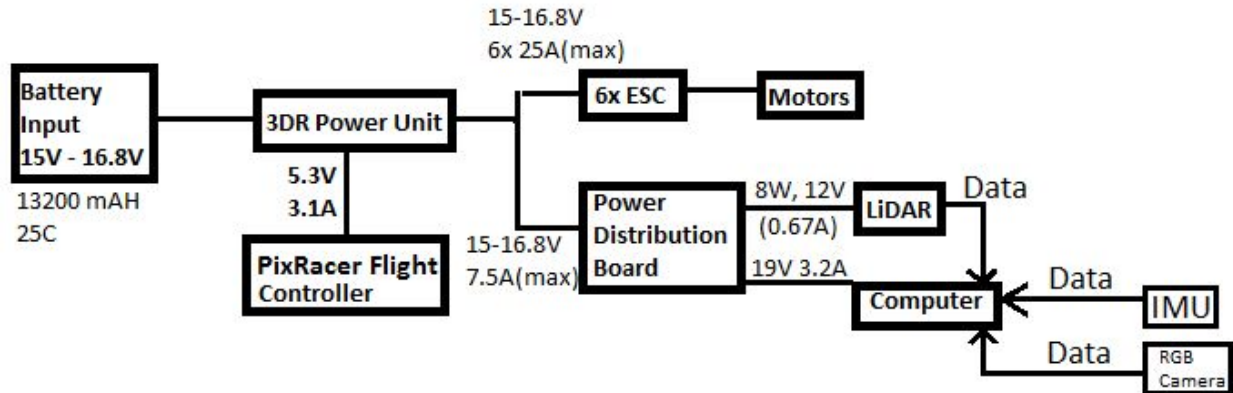 15-16.8V
6x 25A(max)
Battery
Input
15V - 16.8V
13200 mAH
25C
3DR Power Unit
5.3V
3.1A
PixRacer Flight
Controller
6x ESC
Motors
15-16.8V
7.5A(max)
Power
Distribution
Board
8W, 12V
(0.67A)
19V 3.2A
LiDAR
Data
Computer
Data
IMU
Data
RGB
Camera